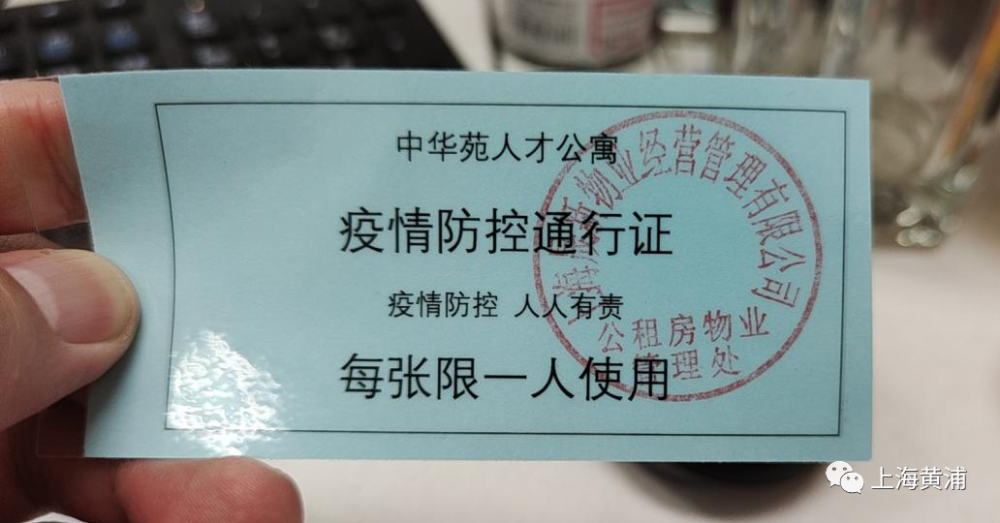 中华苑人才公寓
疫情防控通行证
疫情防控 人人有责
每张限一人使用
物业经营管理有限公司
公租房物业
管理处
上海黄浦